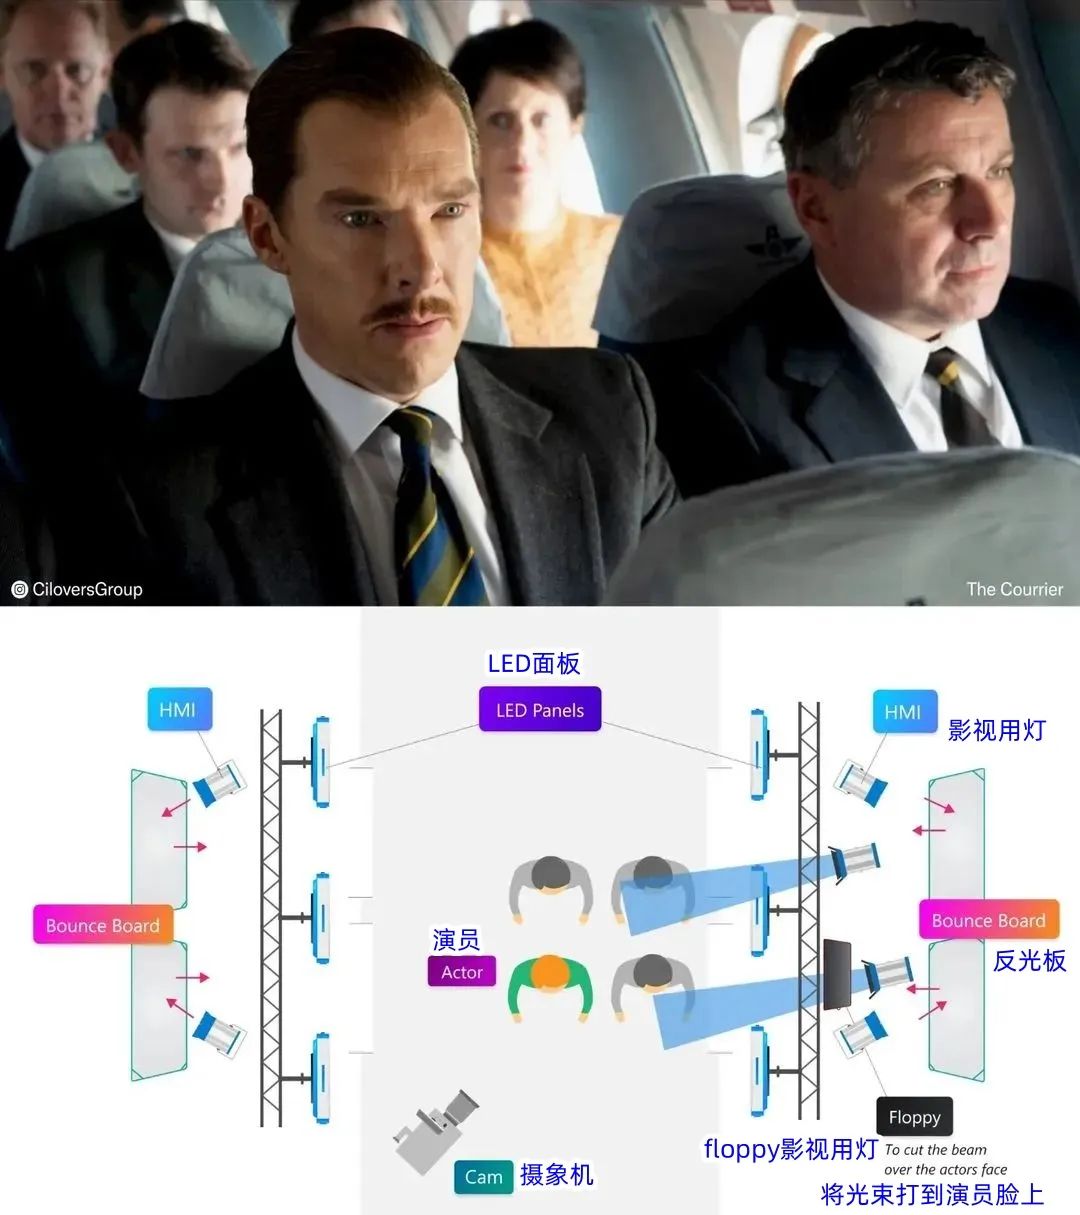 CiloversGroup
The Courrier
LED面板
HMI
LED Panels
HMI
影视用灯
Bounce Board
Bounce Board
反光板
演员
Actor
Floppy
floppy影视用灯
To cut the beam
over the actors face
将光束打到演员脸上
Cam
摄象机